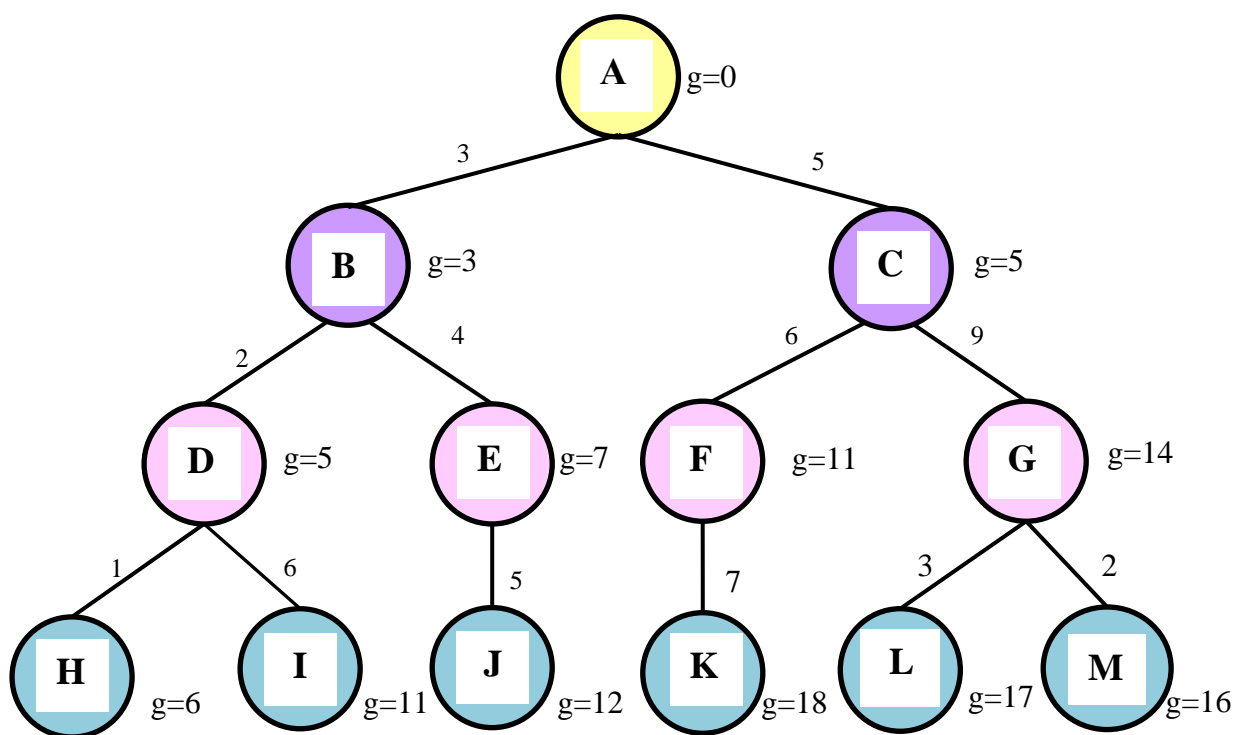 A g=0
3 5
B g=3 C g=5
2 4 6 9
D g=5 E g=7 F g=11 G g=14
1 6 5 7 3 2
H g=6 I g=11 J g=12 K g=18 L g=17 M g=16